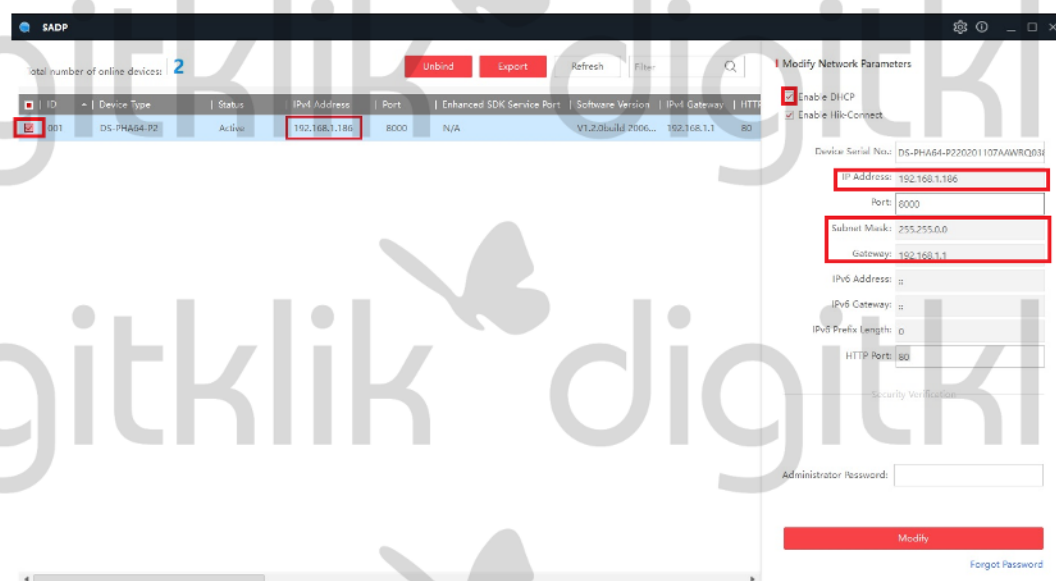 SADP
Total number of online devices: 2
Unbind
Export
Refresh
Filter
ID
Device Type
Status
IPv4 Address
Port
Enhanced SDK Service Port
Software Version
IPv4 Gateway
HTTP
001
DS-PHA64-P2
Active
192.168.1.186
8000
N/A
V1.2.0build 2006...
192.168.1.1
80
Modify Network Parameters
Enable DHCP
Enable Hik-Connect
Device Serial No.:
IP Address: 192.168.1.186
Port: 8000
Subnet Mask: 255.255.0.0
Gateway: 192.168.1.1
IPv6 Address: ::
IPv6 Gateway: ::
IPv6 Prefix Length: 0
HTTP Port: 80
Security Verification
Administrator Password:
Modify
Forgot Password
gitklik digitkl